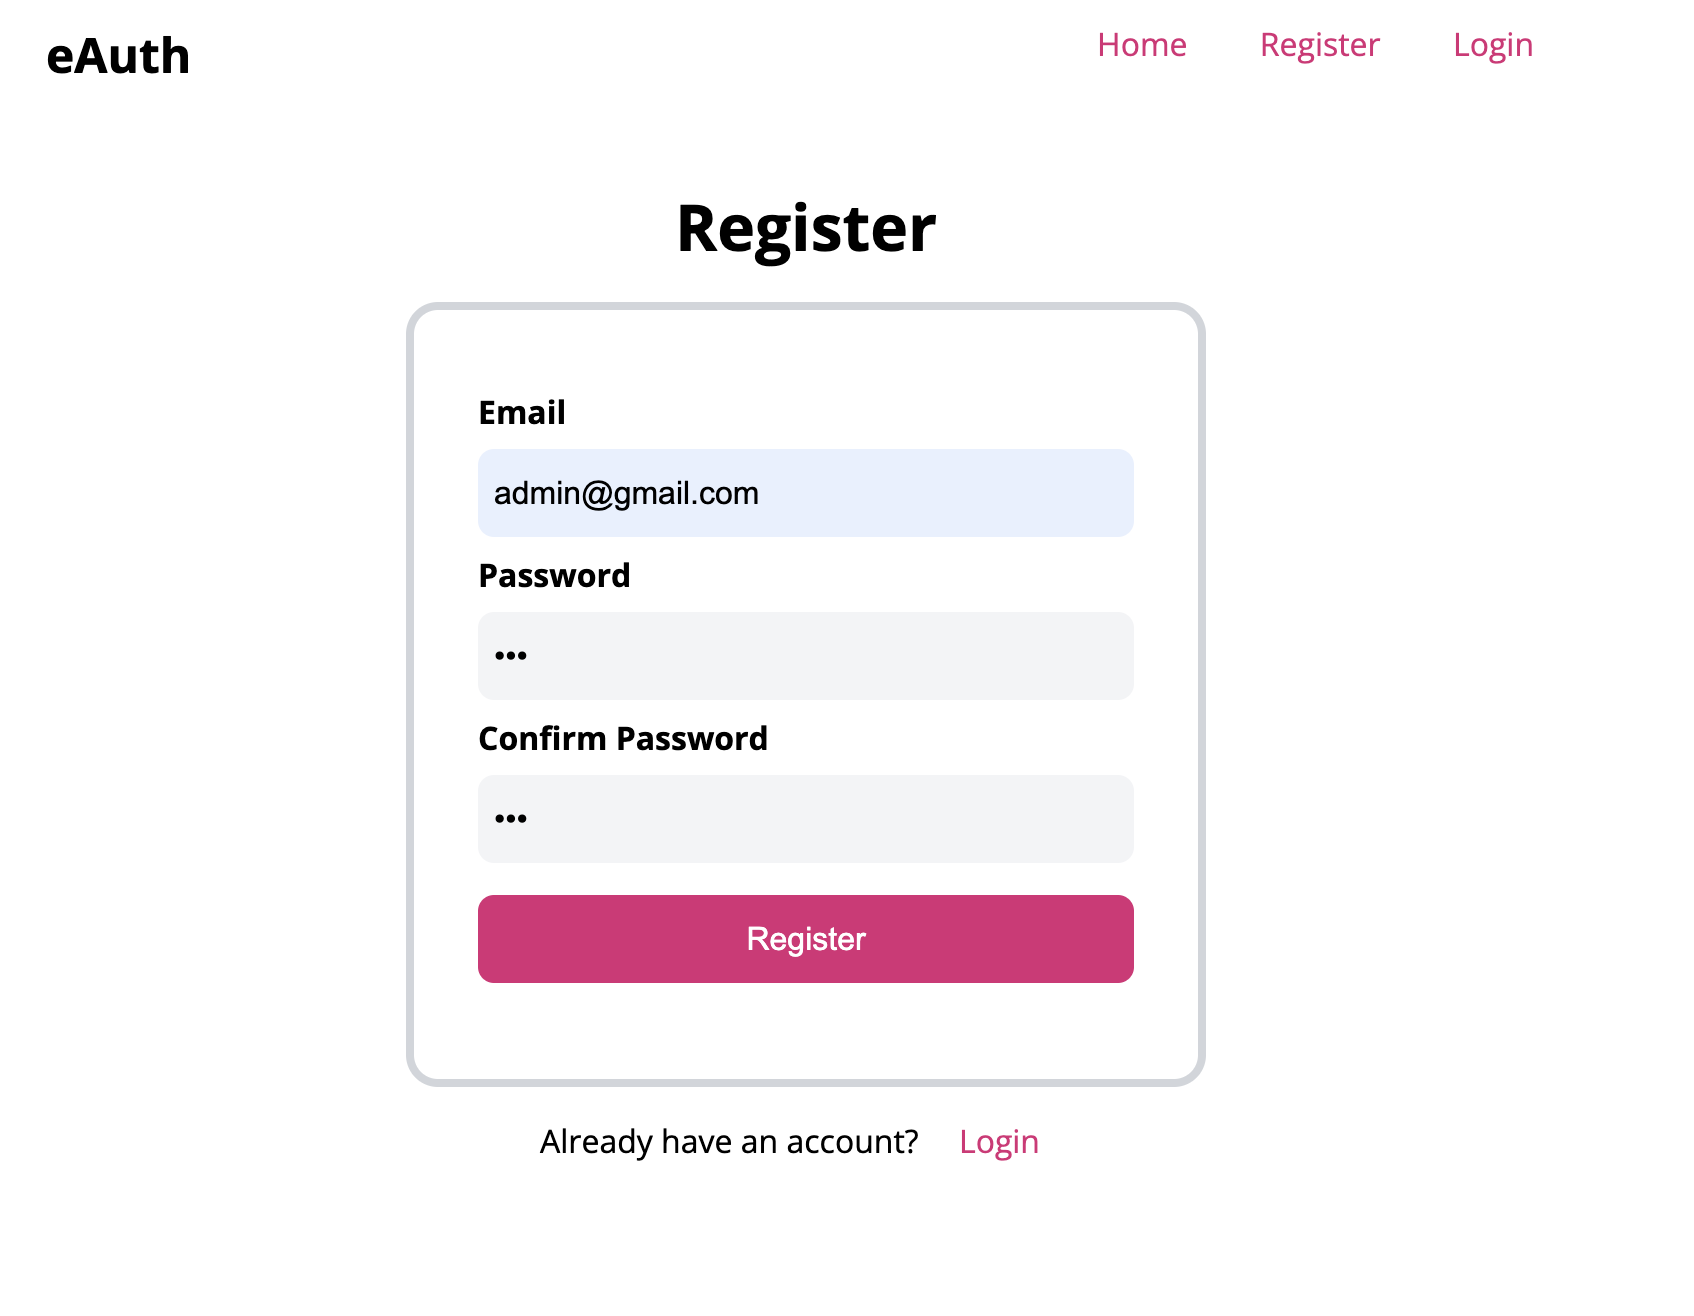 eAuth
Home Register Login
Register
Email
admin@gmail.com
Password
•••
Confirm Password
•••
Register
Already have an account? Login